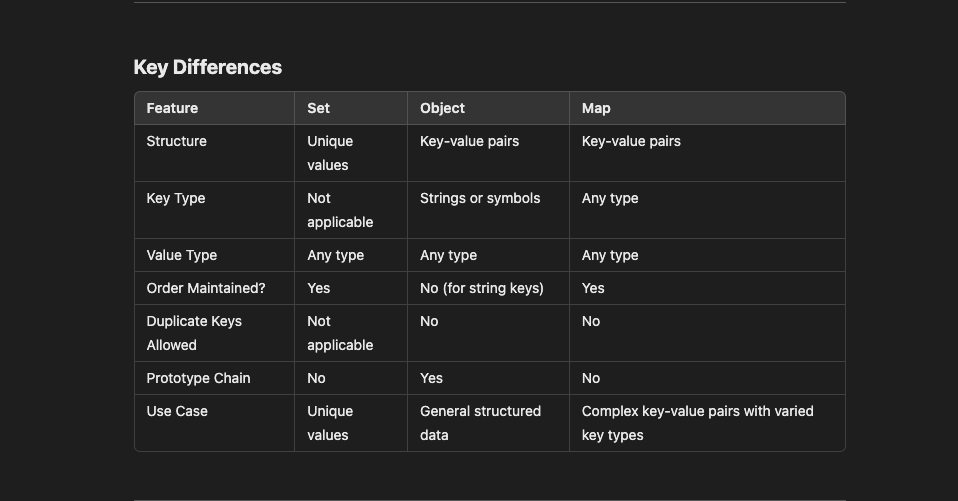 Key Differences
Feature Set Object Map
Structure Unique values Key-value pairs Key-value pairs
Key Type Not applicable Strings or symbols Any type
Value Type Any type Any type Any type
Order Maintained? Yes No (for string keys) Yes
Duplicate Keys Allowed Not applicable No No
Prototype Chain No Yes No
Use Case Unique values General structured data Complex key-value pairs with varied key types